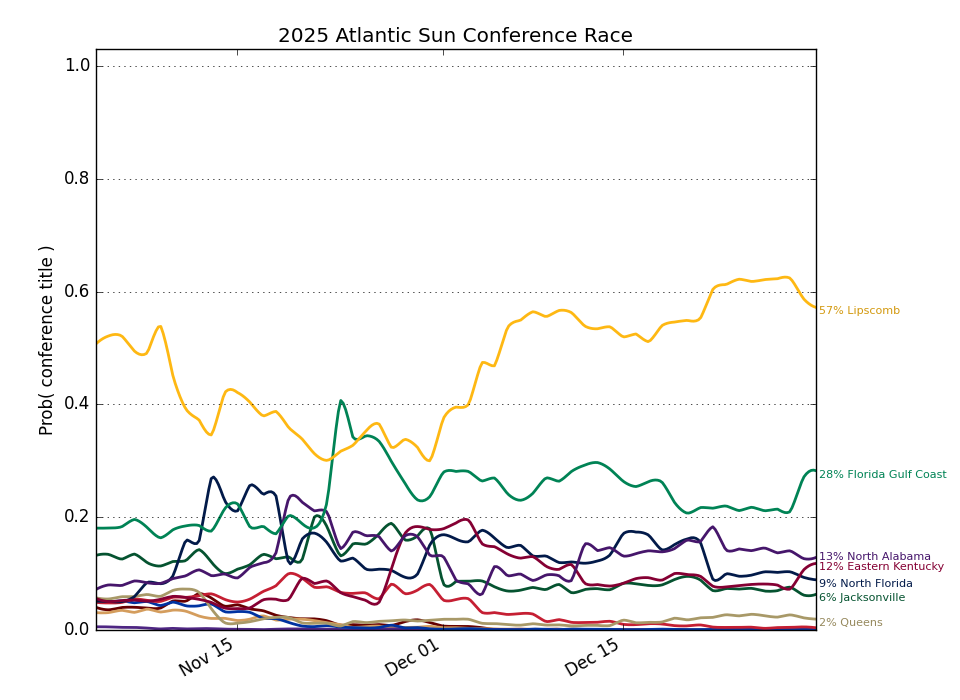 2025 Atlantic Sun Conference Race
Prob( conference title )
1.0
0.8
0.6
0.4
0.2
0.0
Nov 15
Dec 01
Dec 15
57% Lipscomb
28% Florida Gulf Coast
13% North Alabama
12% Eastern Kentucky
9% North Florida
6% Jacksonville
2% Queens